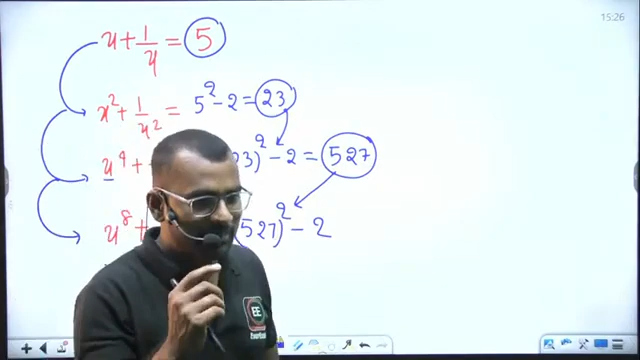 15:26
x + 1/x = 5
x² + 1/x² = 5² - 2 = 23
x⁴ + 23)² - 2 = 527
x⁸ + (527)² - 2
EE